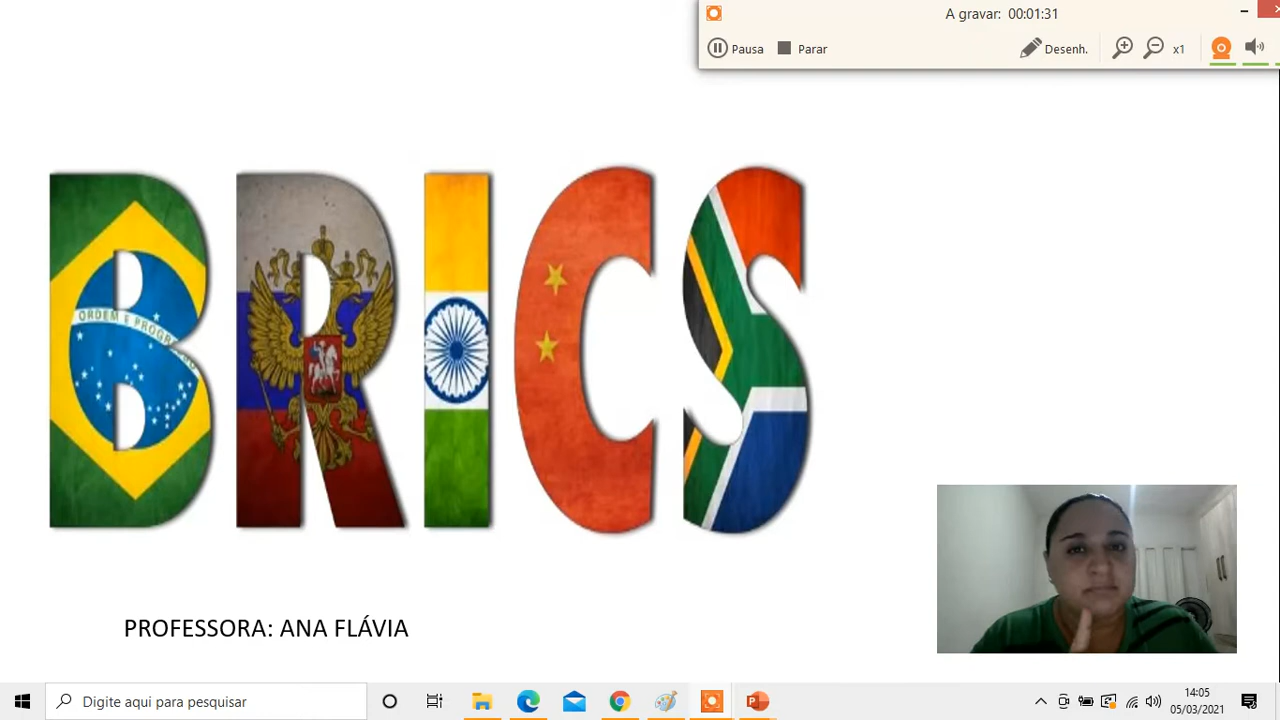 A gravar: 00:01:31
Pausa
Parar
Desenh.
x1
BRICS
ORDEM E PROGRESSO
PROFESSORA: ANA FLÁVIA
Digite aqui para pesquisar
14:05
05/03/2021